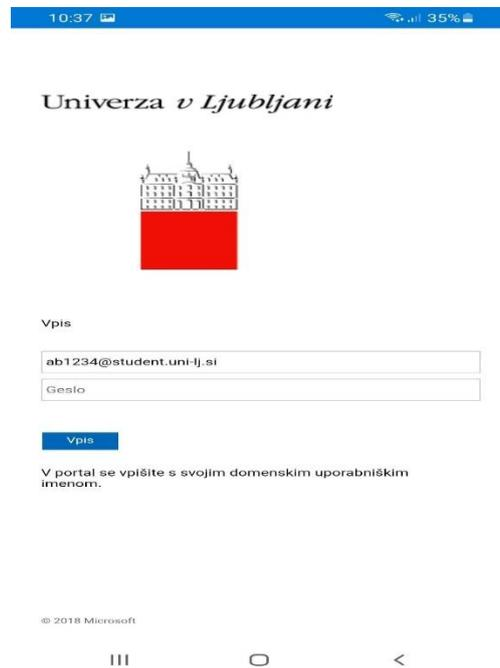 10:37 35%
Univerza v Ljubljani
Vpis
ab1234@student.uni-lj.si
Geslo
Vpis
V portal se vpišite s svojim domenskim uporabniškim
imenom.
© 2018 Microsoft